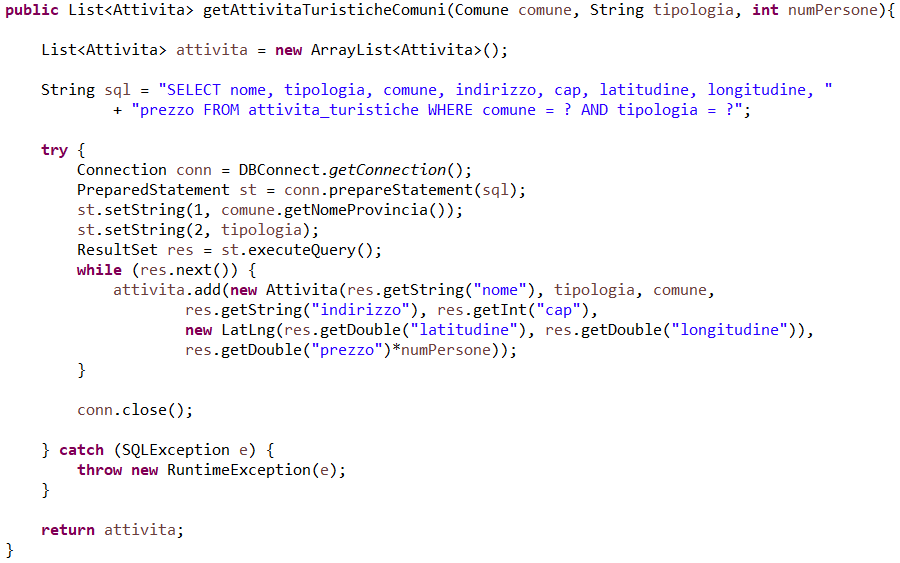 public List<Attivita> getAttivitaTuristicheComuni(Comune comune, String tipologia, int numPersone){

    List<Attivita> attivita = new ArrayList<Attivita>();

    String sql = "SELECT nome, tipologia, comune, indirizzo, cap, latitudine, longitudine, "
            + "prezzo FROM attivita_turistiche WHERE comune = ? AND tipologia = ?";

    try {
        Connection conn = DBConnect.getConnection();
        PreparedStatement st = conn.prepareStatement(sql);
        st.setString(1, comune.getNomeProvincia());
        st.setString(2, tipologia);
        ResultSet res = st.executeQuery();
        while (res.next()) {
            attivita.add(new Attivita(res.getString("nome"), tipologia, comune,
                    res.getString("indirizzo"), res.getInt("cap"),
                    new LatLng(res.getDouble("latitudine"), res.getDouble("longitudine")),
                    res.getDouble("prezzo")*numPersone));
        }

        conn.close();

    } catch (SQLException e) {
        throw new RuntimeException(e);
    }

    return attivita;
}